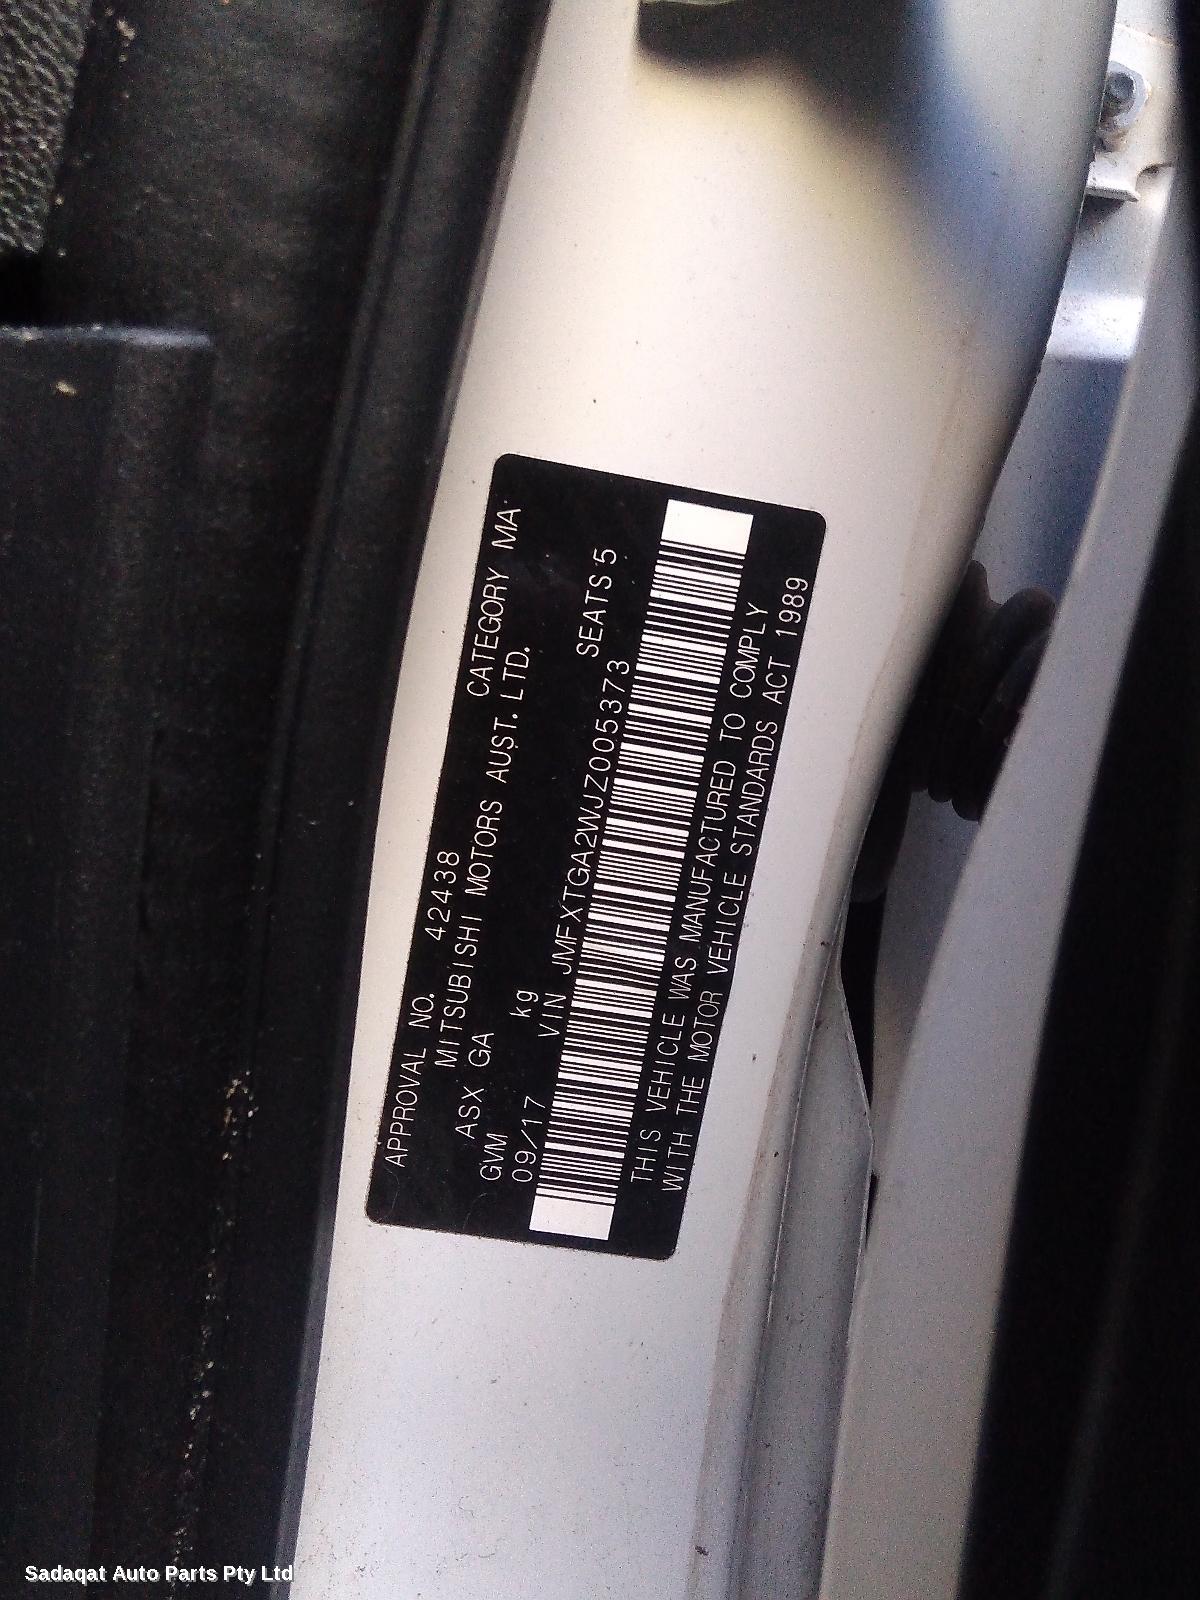 APPROVAL NO. 42438 CATEGORY MA
MITSUBISHI MOTORS AUST. LTD.
ASX GA
GVM kg SEATS 5
09/17 VIN JMFXTGA2WJZ005373
THIS VEHICLE WAS MANUFACTURED TO COMPLY
WITH THE MOTOR VEHICLE STANDARDS ACT 1989
Sadaqat Auto Parts Pty Ltd